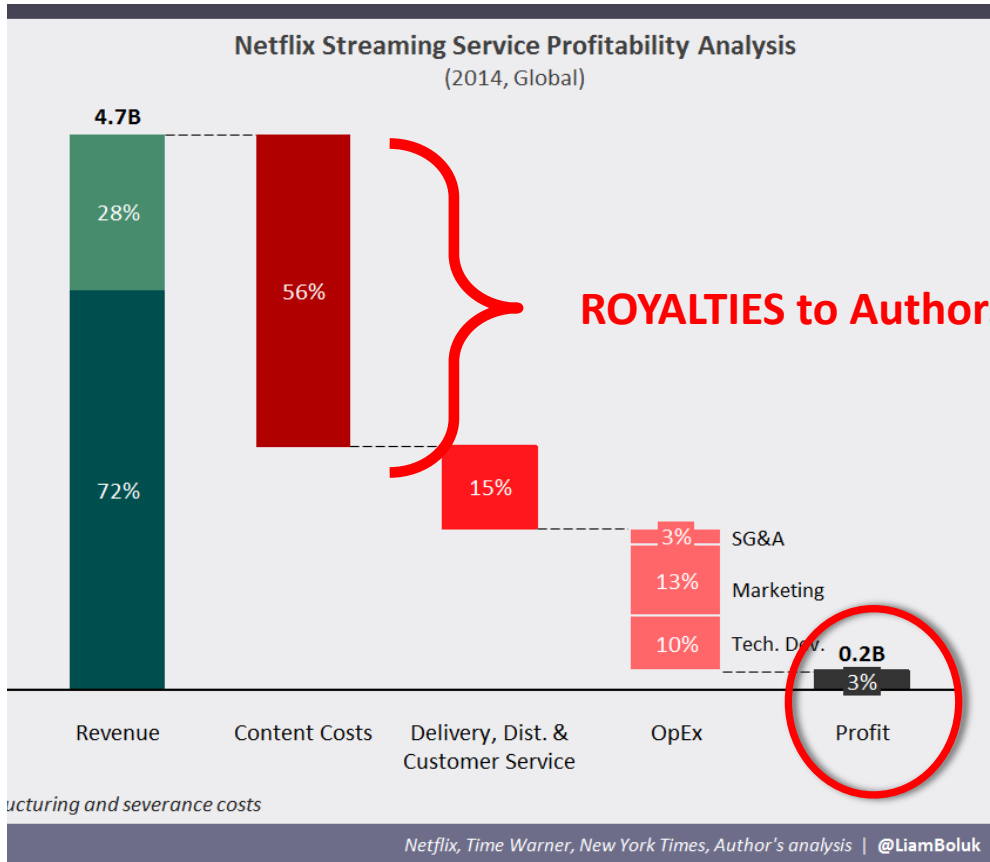 Netflix Streaming Service Profitability Analysis
(2014, Global)
4.7B
28%
56%
ROYALTIES to Author
72%
15%
3%
SG&A
13%
Marketing
10%
Tech. Dev.
0.2B
3%
Revenue
Content Costs
Delivery, Dist. &
Customer Service
OpEx
Profit
ucturing and severance costs
Netflix, Time Warner, New York Times, Author's analysis | @LiamBoluk